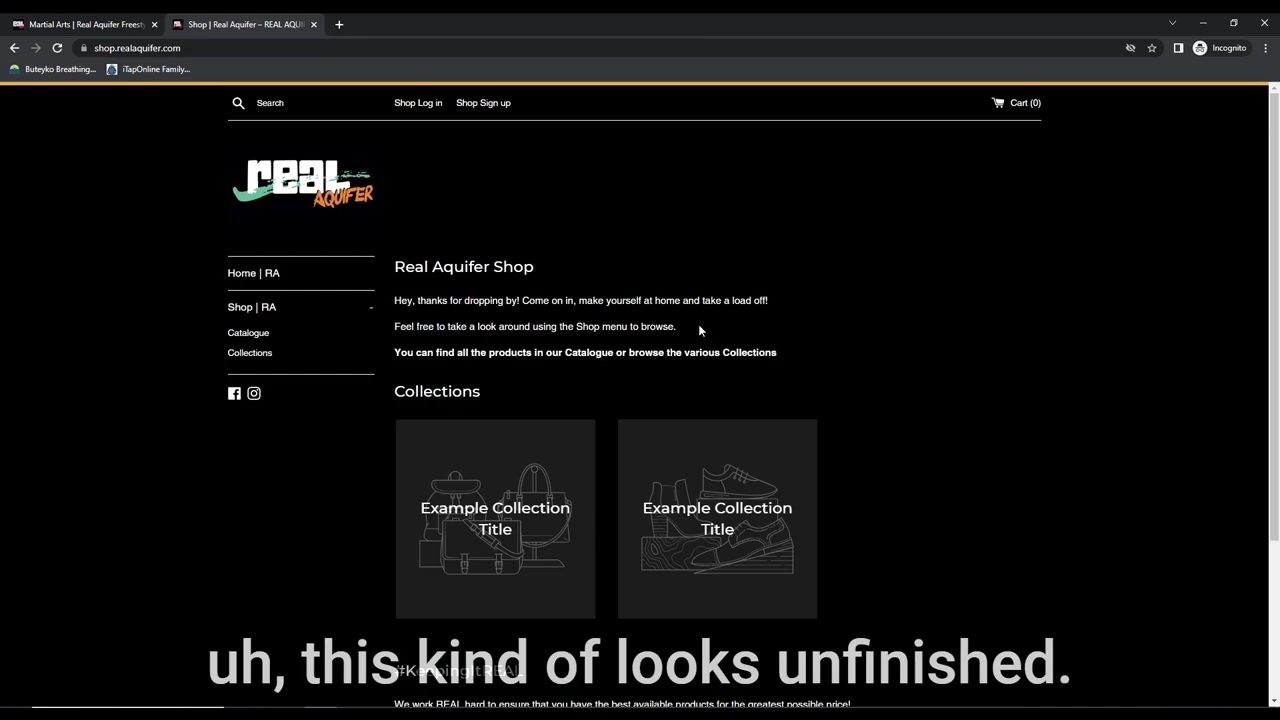 Martial Arts | Real Aquifer Freesty
Shop | Real Aquifer – REAL AQUI
shop.realaquifer.com
Incognito
Buteyko Breathing...
iTapOnline Family...
Search
Shop Log in
Shop Sign up
Cart (0)
real
AQUIFER
Home | RA
Shop | RA
-
Catalogue
Collections
Real Aquifer Shop
Hey, thanks for dropping by! Come on in, make yourself at home and take a load off!
Feel free to take a look around using the Shop menu to browse.
You can find all the products in our Catalogue or browse the various Collections
Collections
Example Collection
Title
Example Collection
Title
#KeepingItREAL
uh, this kind of looks unfinished.
We work REAL hard to ensure that you have the best available products for the greatest possible price!